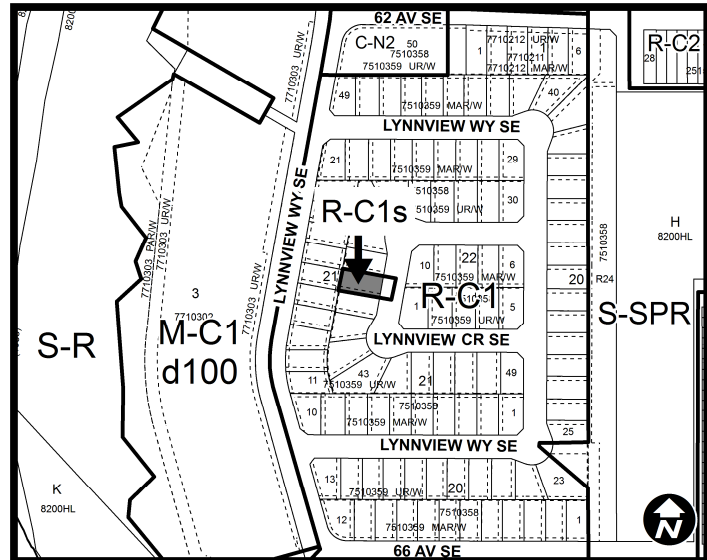 62 AV SE
C-N2
50
7510358
7510359 UR/W
1
7710212 UR/W
1
7710211
7710212 MAR/W
6
R-C2
28
251
8200
7710303 UR/W
49
7510359 MAR/W
40
LYNNVIEW WY SE
21
7510359 MAR/W
29
510358
510359 UR/W
30
R-C1s
LYNNVIEW WY SE
7710303 PAR/W
7710303 UR/W
7710303 UR/W
H
8200HL
7510358
20
R24
10
22
7510359 MAR/W
6
21
R-C1
1
5
7510359 UR/W
3
7710302
M-C1
d100
S-R
S-SPR
LYNNVIEW CR SE
11
43
7510359 UR/W
21
49
10
7510358
7510359 MAR/W
1
LYNNVIEW WY SE
25
K
8200HL
13
7510359 UR/W
20
23
12
7510358
7510359 MAR/W
1
66 AV SE
N